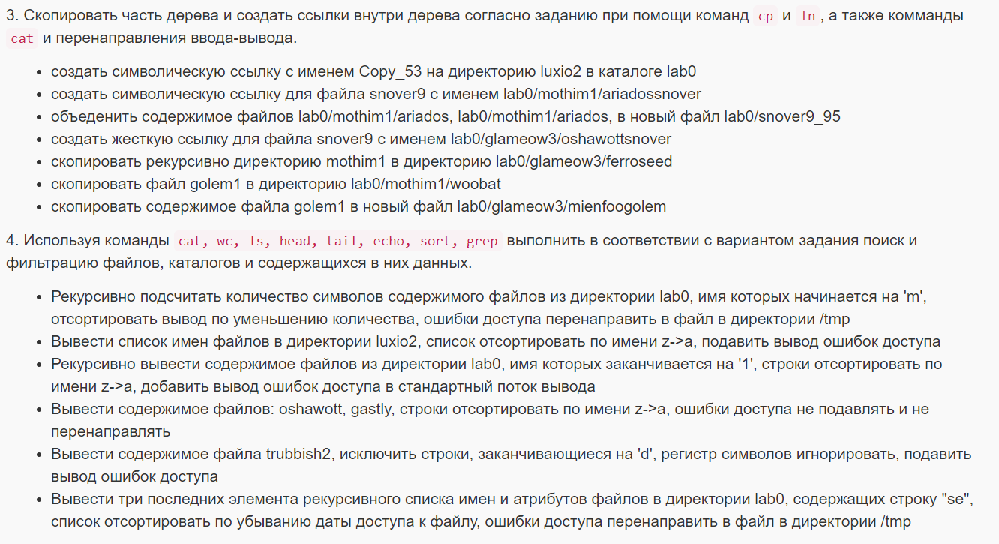 3. Скопировать часть дерева и создать ссылки внутри дерева согласно заданию при помощи команд cp и ln, а также комманды
cat и перенаправления ввода-вывода.
• создать символическую ссылку c именем Copy_53 на директорию luxio2 в каталоге lab0
• создать символическую ссылку для файла snover9 с именем lab0/mothim1/ariadossnover
• объеденить содержимое файлов lab0/mothim1/ariados, lab0/mothim1/ariados, в новый файл lab0/snover9_95
• создать жесткую ссылку для файла snover9 с именем lab0/glameow3/oshawottsnover
• скопировать рекурсивно директорию mothim1 в директорию lab0/glameow3/ferroseed
• скопировать файл golem1 в директорию lab0/mothim1/woobat
• скопировать содержимое файла golem1 в новый файл lab0/glameow3/mienfoogolem
4. Используя команды cat, wc, ls, head, tail, echo, sort, grep выполнить в соответствии с вариантом задания поиск и
фильтрацию файлов, каталогов и содержащихся в них данных.
• Рекурсивно подсчитать количество символов содержимого файлов из директории lab0, имя которых начинается на 'm',
отсортировать вывод по уменьшению количества, ошибки доступа перенаправить в файл в директории /tmp
• Вывести список имен файлов в директории luxio2, список отсортировать по имени z->a, подавить вывод ошибок доступа
• Рекурсивно вывести содержимое файлов из директории lab0, имя которых заканчивается на '1', строки отсортировать по
имени z->a, добавить вывод ошибок доступа в стандартный поток вывода
• Вывести содержимое файлов: oshawott, gastly, строки отсортировать по имени z->a, ошибки доступа не подавлять и не
перенаправлять
• Вывести содержимое файла trubbish2, исключить строки, заканчивающиеся на 'd', регистр символов игнорировать, подавить
вывод ошибок доступа
• Вывести три последних элемента рекурсивного списка имен и атрибутов файлов в директории lab0, содержащих строку "se",
список отсортировать по убыванию даты доступа к файлу, ошибки доступа перенаправить в файл в директории /tmp